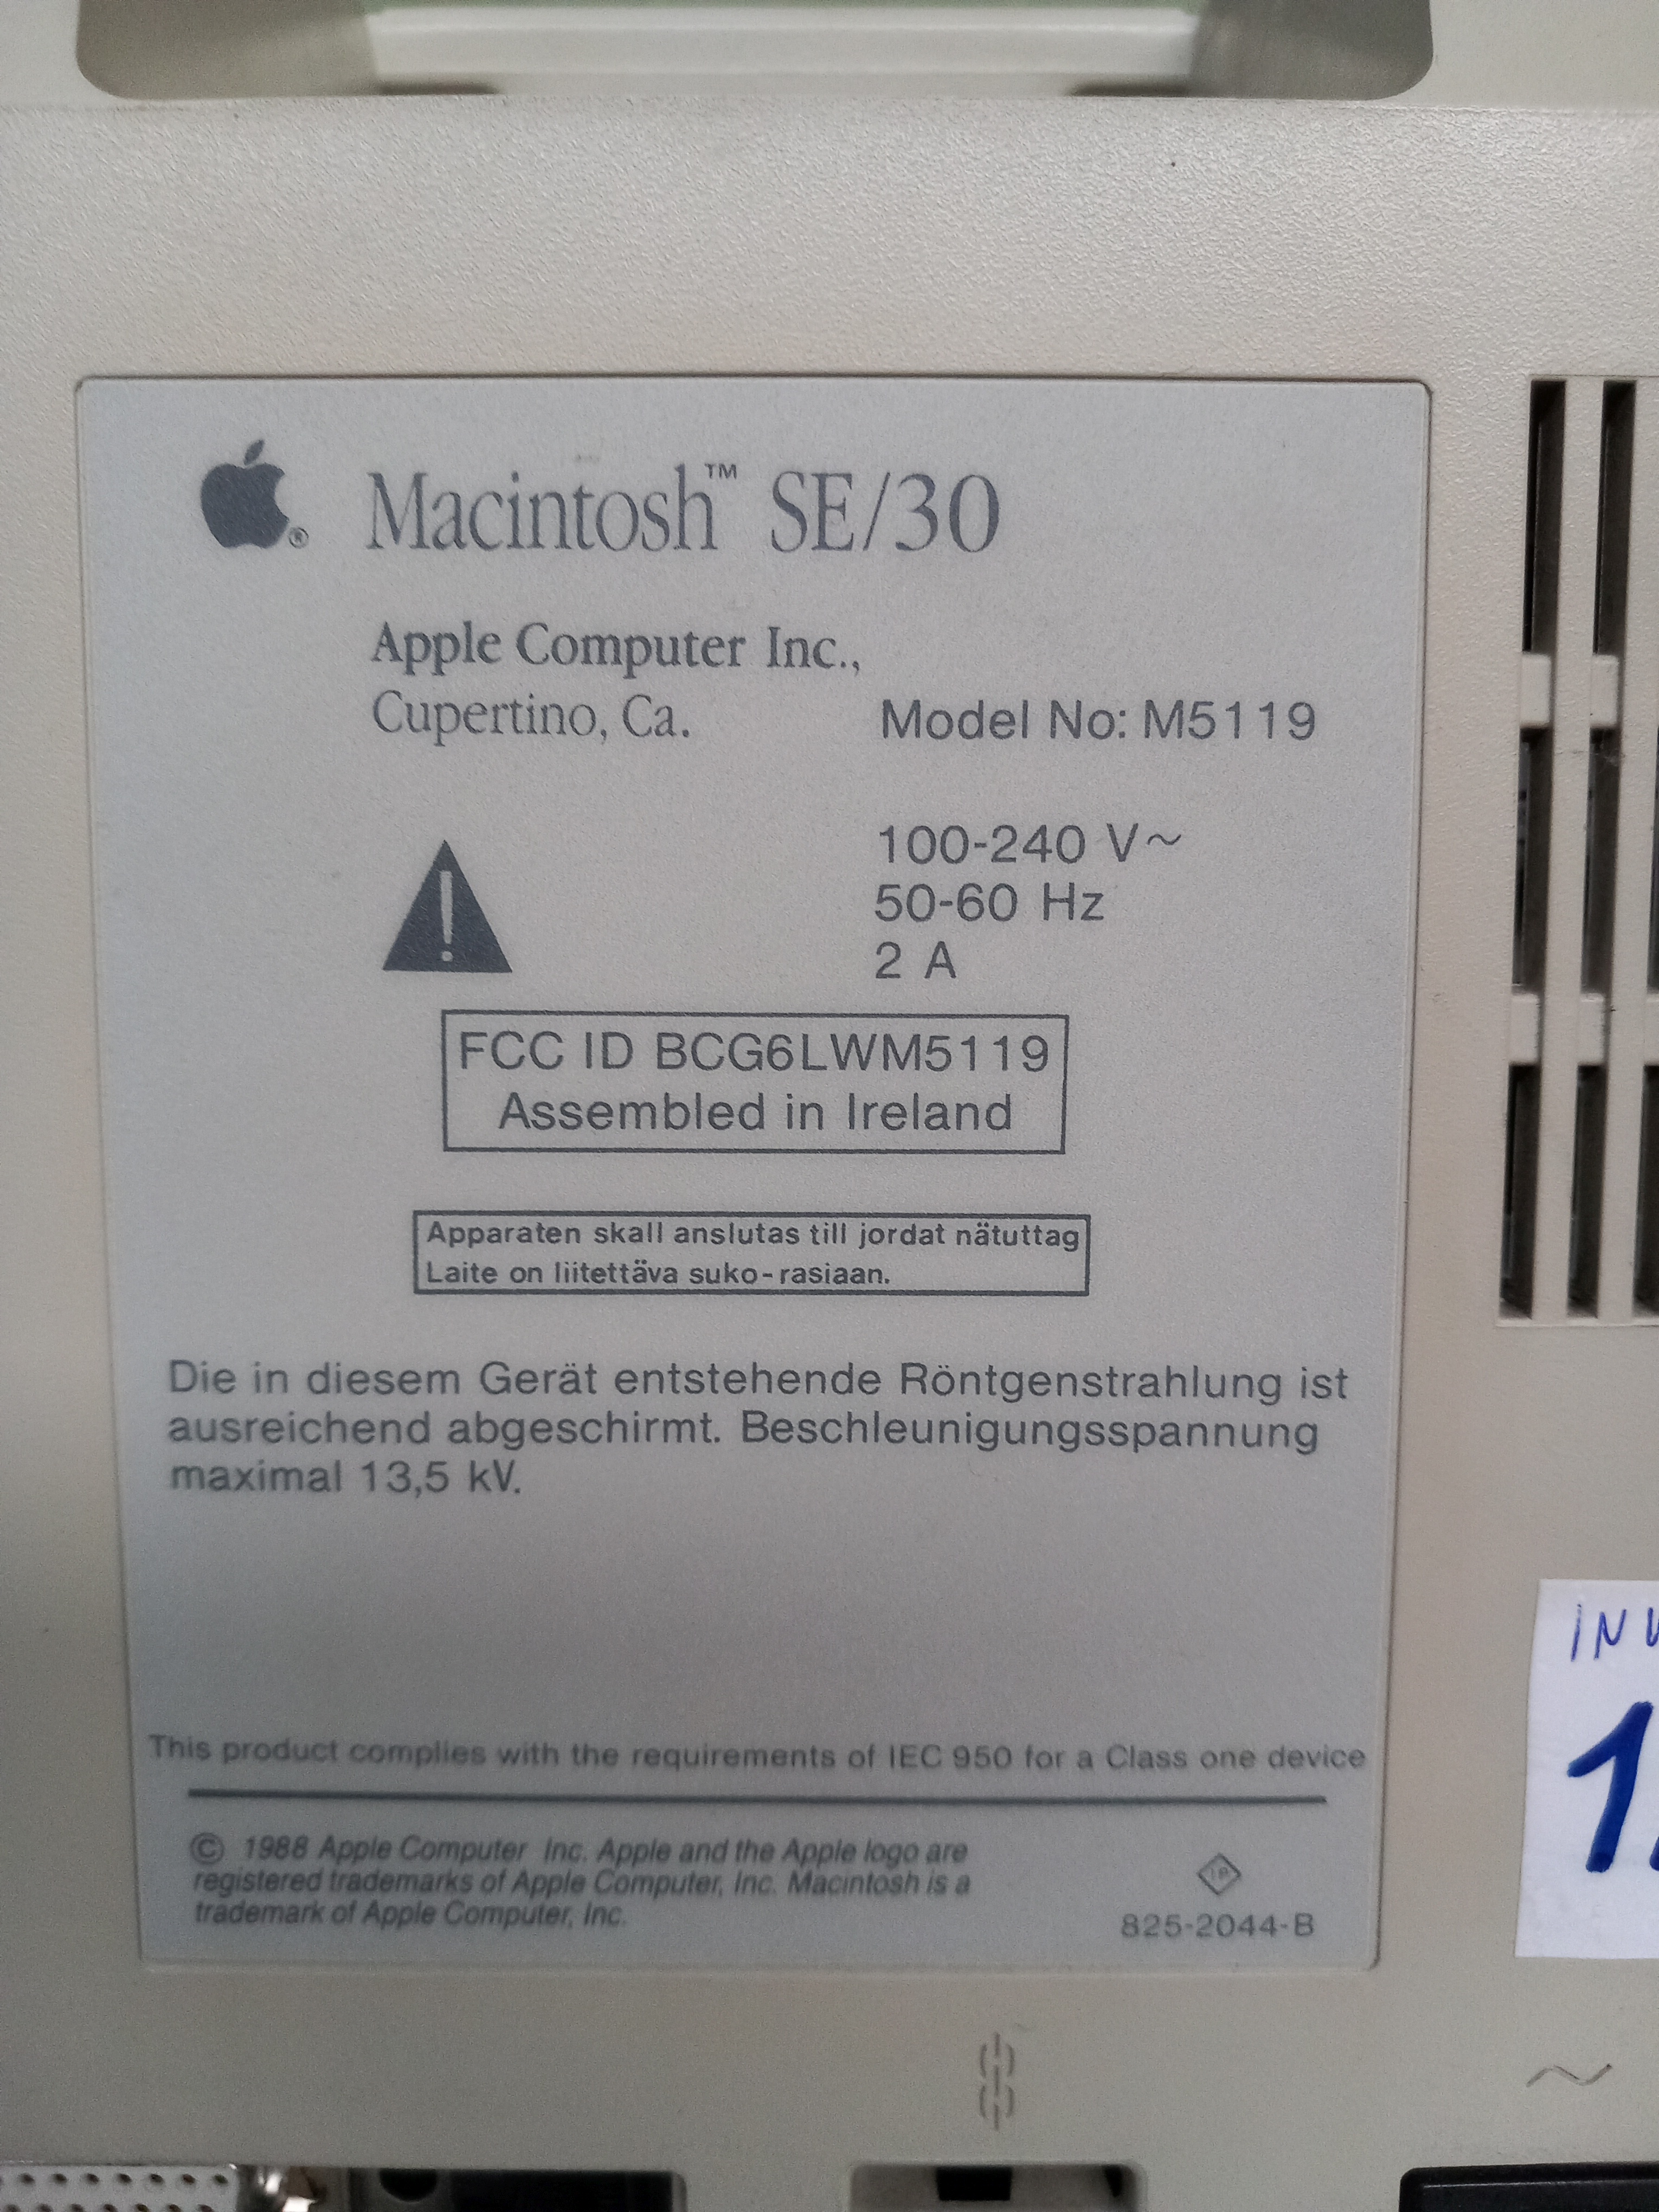 Macintosh™ SE/30
Apple Computer Inc.,
Cupertino, Ca.
Model No: M5119
100-240 V~
50-60 Hz
2 A
FCC ID BCG6LWM5119
Assembled in Ireland
Apparaten skall anslutas till jordat nätuttag
Laite on liitettäva suko-rasiaan.
Die in diesem Gerät entstehende Röntgenstrahlung ist
ausreichend abgeschirmt. Beschleunigungsspannung
maximal 13,5 kV.
This product complies with the requirements of IEC 950 for a Class one device
© 1988 Apple Computer Inc. Apple and the Apple logo are
registered trademarks of Apple Computer, Inc. Macintosh is a
trademark of Apple Computer, Inc.
825-2044-B